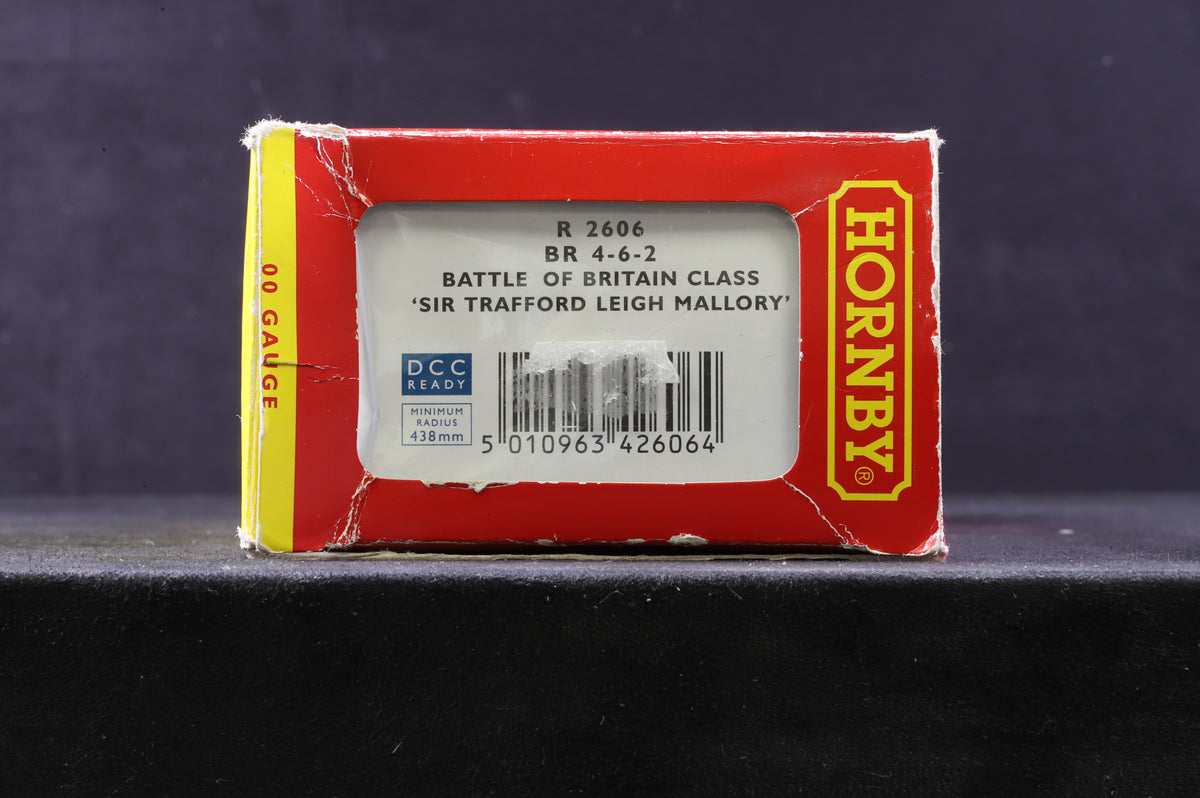 00 GAUGE
R 2606
BR 4-6-2
BATTLE OF BRITAIN CLASS
‘SIR TRAFFORD LEIGH MALLORY’
DCC
READY
MINIMUM
RADIUS
438mm
5 010963 426064
HORNBY®